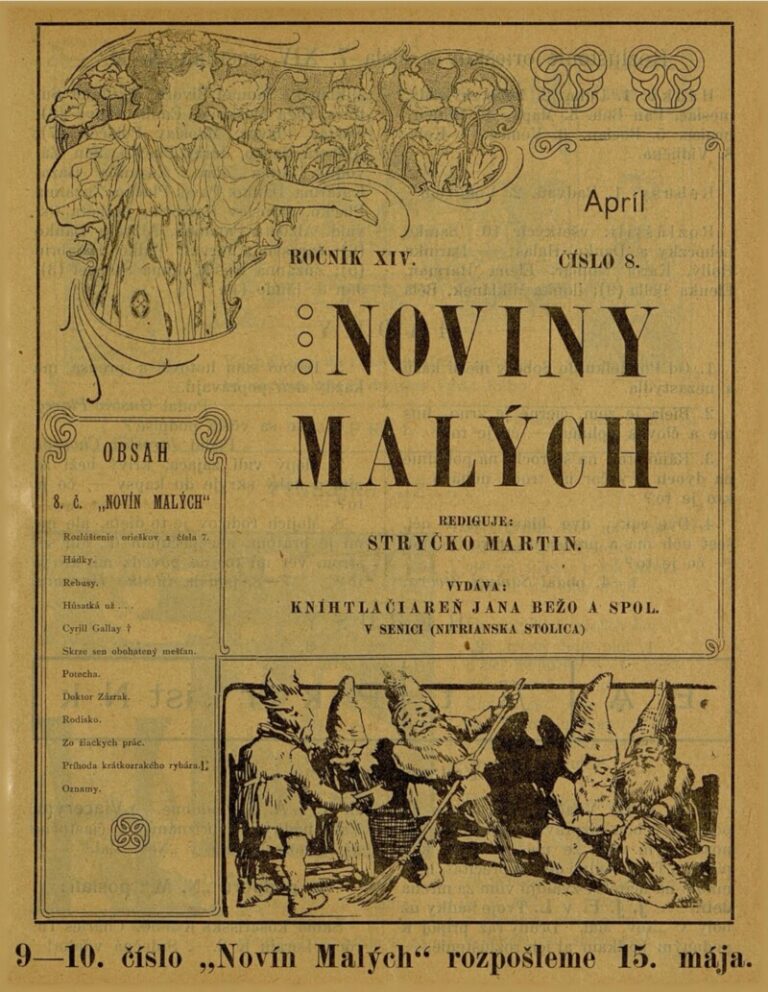 Apríl
ROČNÍK XIV.
ČÍSLO 8.
NOVINY
MALÝCH
REDIGUJE:
STRYČKO MARTIN.
VYDÁVA:
KNÍHTLAČIAREŇ JANA BEŽO A SPOL.
V SENICI (NITRIANSKA STOLICA)
OBSAH
8. č. „NOVÍN MALÝCH“
Rozlúštenie orieškov z čísla 7.
Hádky.
Rebusy.
Húsatká už . . .
Cyrill Gallay †
Skrze sen obohatený mešťan.
Potecha.
Doktor Zázrak.
Rodisko.
Zo žiackych prác.
Príhoda krátkozrakého rybára.
Oznamy.
9—10. číslo „Novín Malých“ rozpošleme 15. mája.